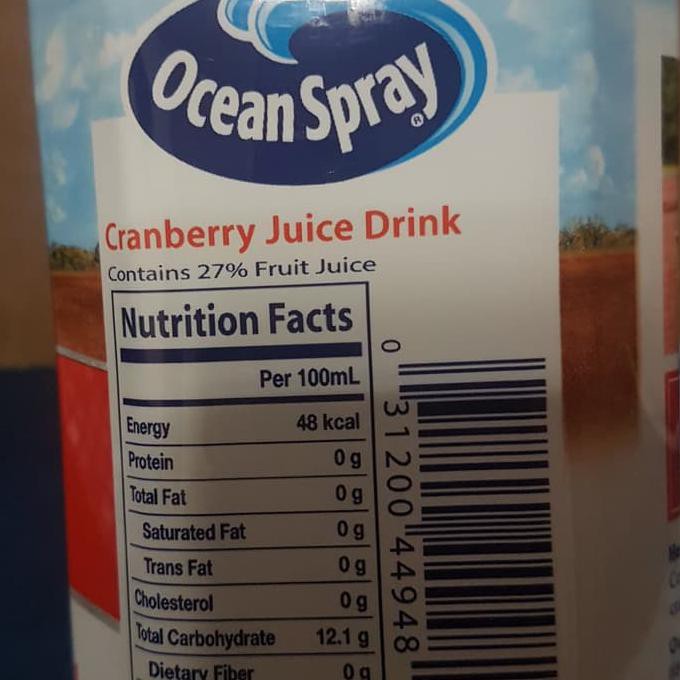 Ocean Spray®
Cranberry Juice Drink
Contains 27% Fruit Juice
Nutrition Facts
Per 100mL
Energy 48 kcal
Protein 0 g
Total Fat 0 g
Saturated Fat 0 g
Trans Fat 0 g
Cholesterol 0 g
Total Carbohydrate 12.1 g
Dietary Fiber 0 g
0 31200 44948